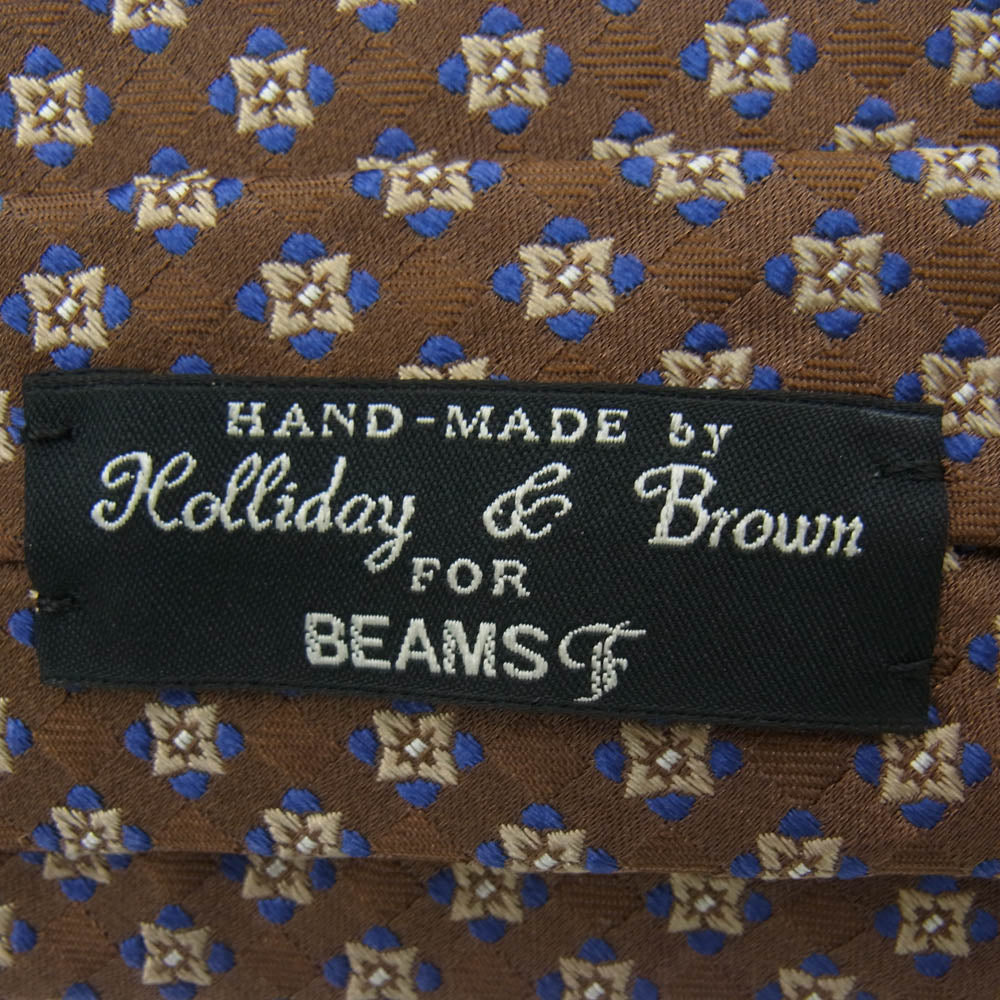 HAND-MADE by
Holliday & Brown
FOR
BEAMS F